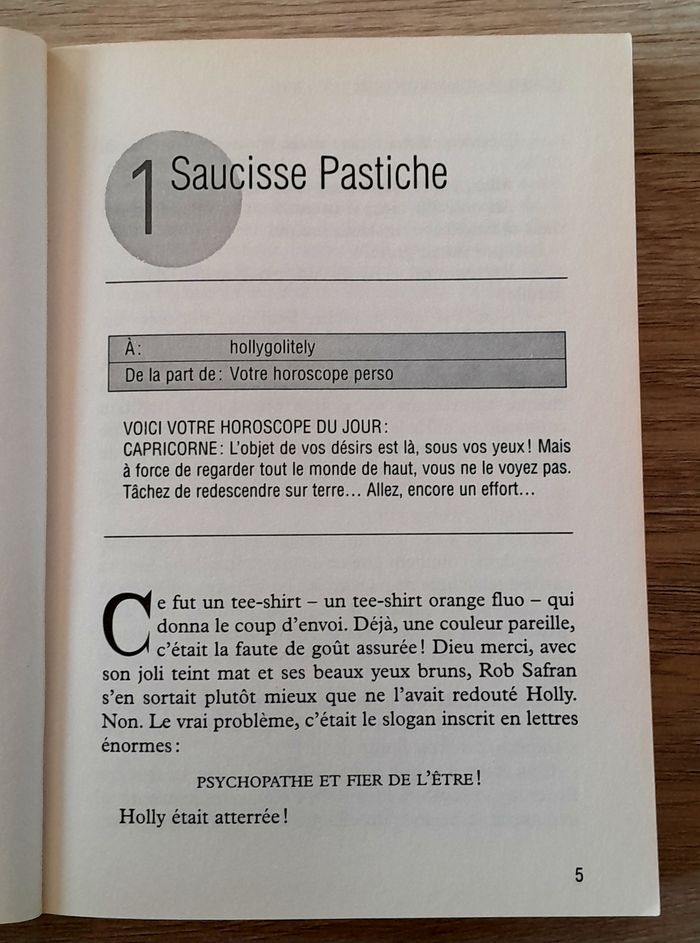 1 Saucisse Pastiche
À: hollygolitely
De la part de: Votre horoscope perso
VOICI VOTRE HOROSCOPE DU JOUR:
CAPRICORNE: L'objet de vos désirs est là, sous vos yeux! Mais
à force de regarder tout le monde de haut, vous ne le voyez pas.
Tâchez de redescendre sur terre... Allez, encore un effort...
Ce fut un tee-shirt – un tee-shirt orange fluo – qui
donna le coup d'envoi. Déjà, une couleur pareille,
c'était la faute de goût assurée! Dieu merci, avec
son joli teint mat et ses beaux yeux bruns, Rob Safran
s'en sortait plutôt mieux que ne l'avait redouté Holly.
Non. Le vrai problème, c'était le slogan inscrit en lettres
énormes:
PSYCHOPATHE ET FIER DE L'ÊTRE!
Holly était atterrée!
5